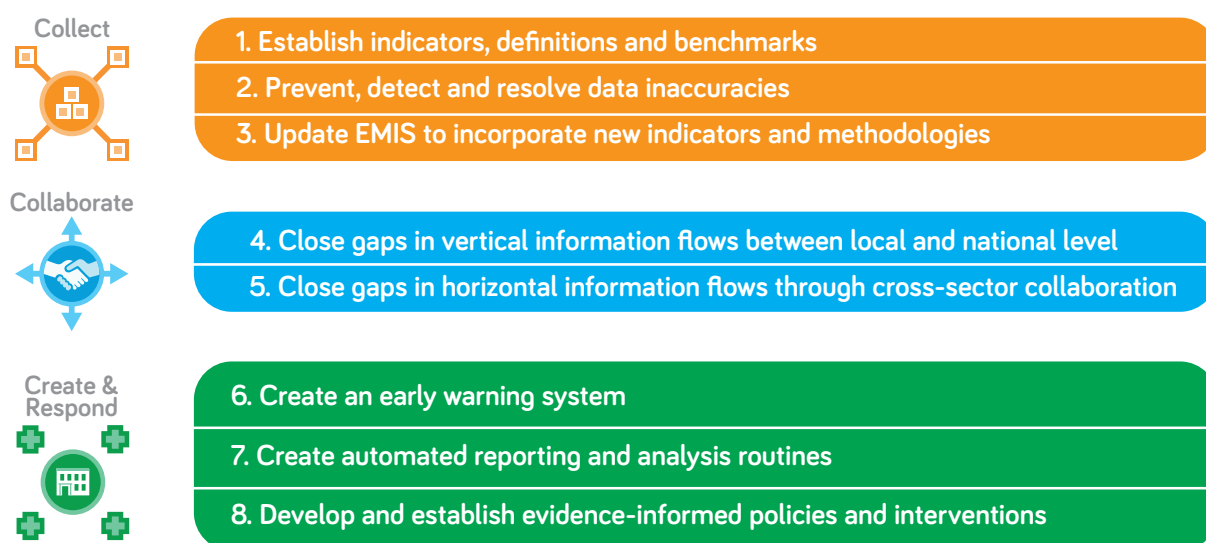 Collect
1. Establish indicators, definitions and benchmarks
2. Prevent, detect and resolve data inaccuracies
3. Update EMIS to incorporate new indicators and methodologies
Collaborate
4. Close gaps in vertical information flows between local and national level
5. Close gaps in horizontal information flows through cross-sector collaboration
Create &
Respond
6. Create an early warning system
7. Create automated reporting and analysis routines
8. Develop and establish evidence-informed policies and interventions